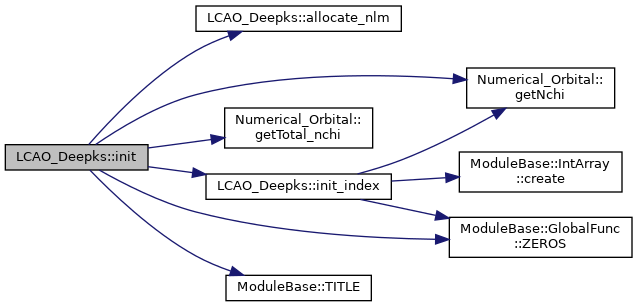 LCAO_Deepks::init
LCAO_Deepks::allocate_nlm
Numerical_Orbital::
getNchi
Numerical_Orbital::
getTotal_nchi
LCAO_Deepks::init_index
ModuleBase::IntArray
::create
ModuleBase::GlobalFunc
::ZEROS
ModuleBase::TITLE